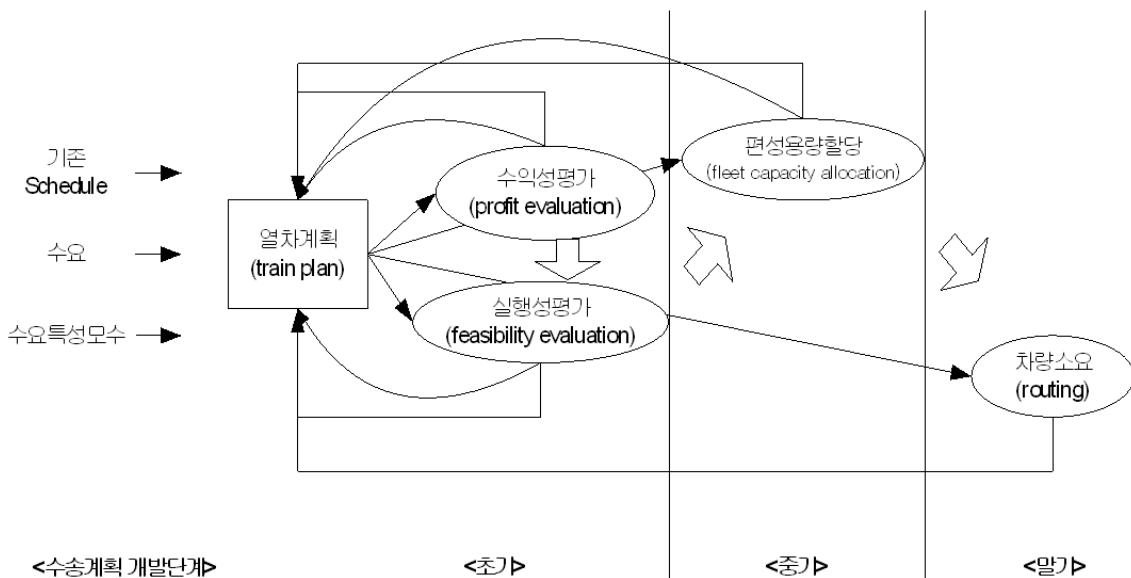 기존
Schedule
수요
수요특성모수
열차계획
(train plan)
수익성평가
(profit evaluation)
실행성평가
(feasibility evaluation)
편성용량할당
(fleet capacity allocation)
차량소요
(routing)
<수송계획 개발단계>
<초기>
<중기>
<말기>